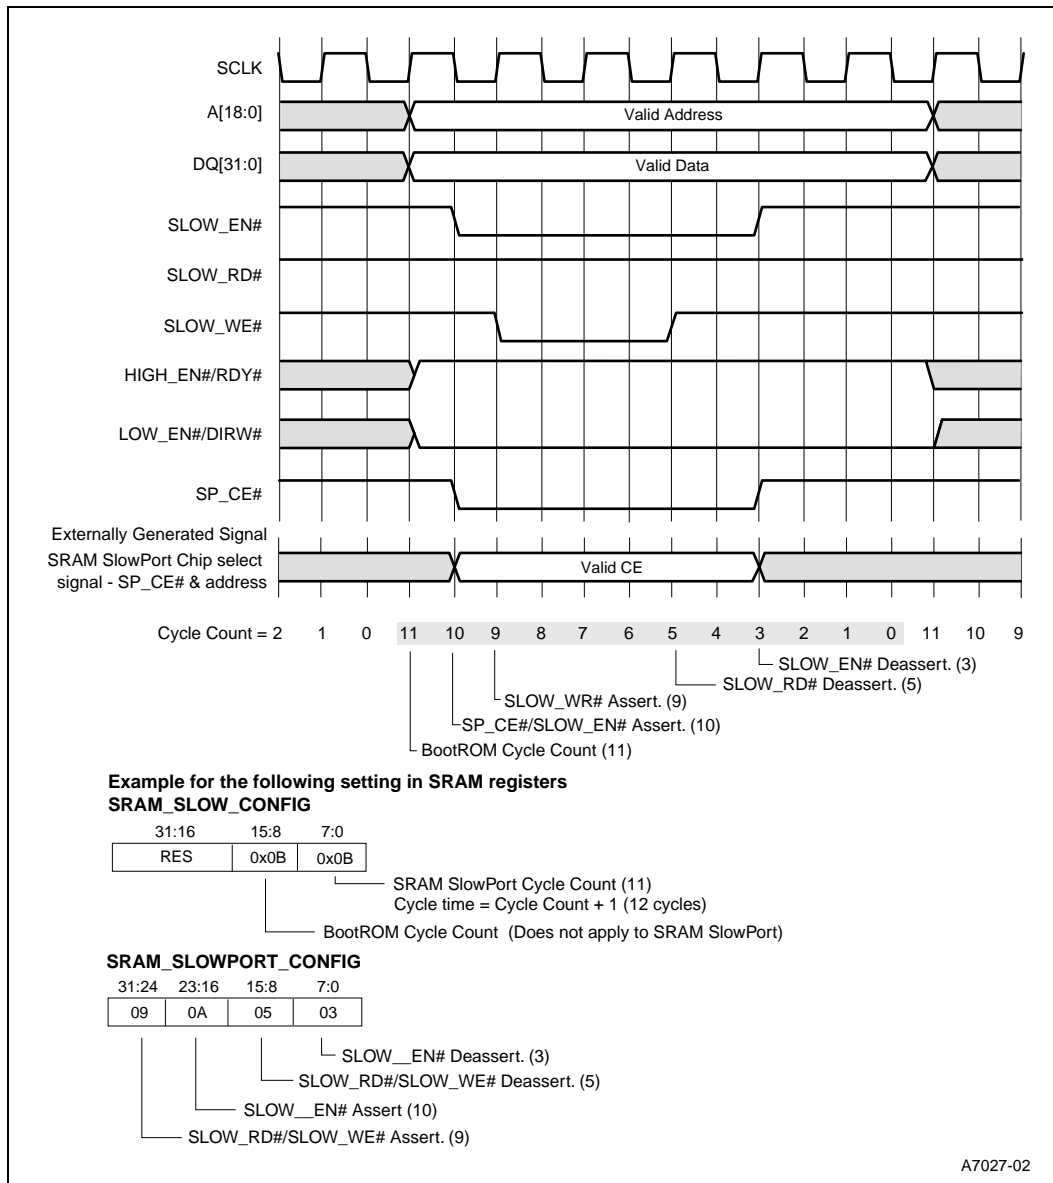 SCLK
A[18:0]
Valid Address
DQ[31:0]
Valid Data
SLOW_EN#
SLOW_RD#
SLOW_WE#
HIGH_EN#/RDY#
LOW_EN#/DIRW#
SP_CE#
Externally Generated Signal
SRAM SlowPort Chip select
signal - SP_CE# & address
Valid CE
Cycle Count = 2 1 0 11 10 9 8 7 6 5 4 3 2 1 0 11 10 9
SLOW_EN# Deassert. (3)
SLOW_RD# Deassert. (5)
SLOW_WR# Assert. (9)
SP_CE#/SLOW_EN# Assert. (10)
BootROM Cycle Count (11)
Example for the following setting in SRAM registers
SRAM_SLOW_CONFIG
31:16 15:8 7:0
RES 0x0B 0x0B
SRAM SlowPort Cycle Count (11)
Cycle time = Cycle Count + 1 (12 cycles)
BootROM Cycle Count (Does not apply to SRAM SlowPort)
SRAM_SLOWPORT_CONFIG
31:24 23:16 15:8 7:0
09 0A 05 03
SLOW__EN# Deassert. (3)
SLOW_RD#/SLOW_WE# Deassert. (5)
SLOW__EN# Assert (10)
SLOW_RD#/SLOW_WE# Assert. (9)
A7027-02